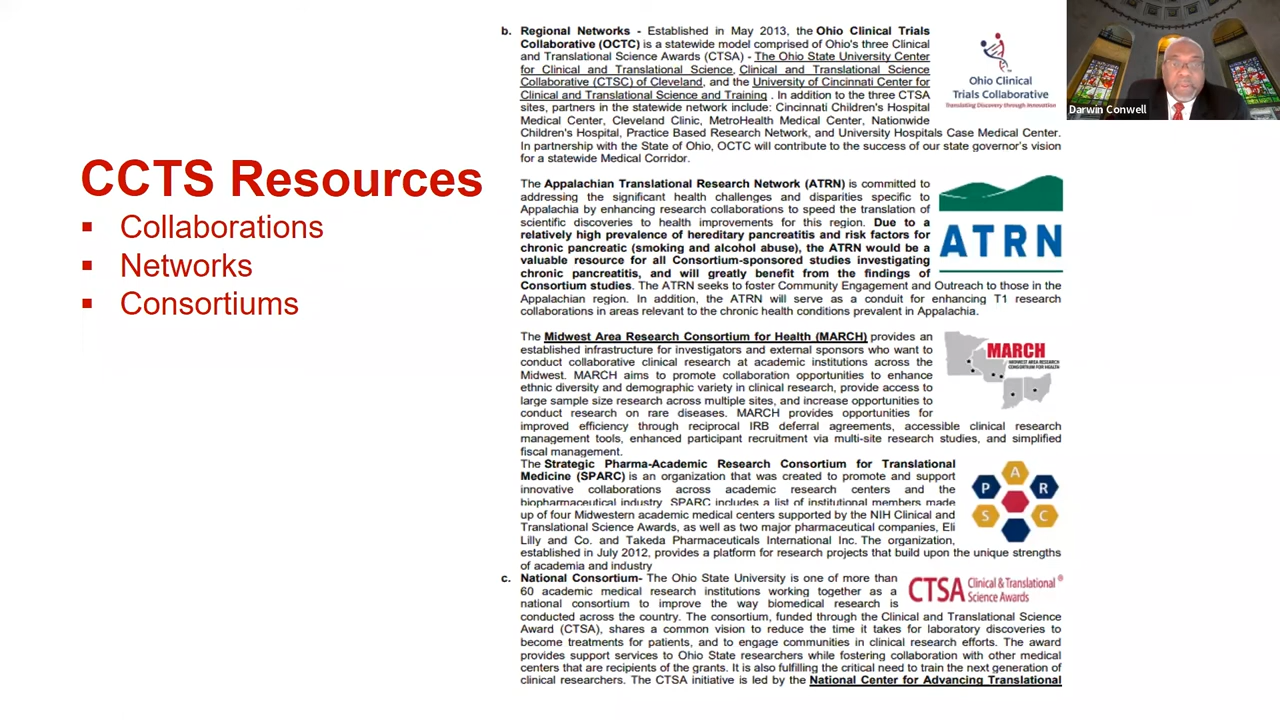 CCTS Resources
▪ Collaborations
▪ Networks
▪ Consortiums
b. Regional Networks - Established in May 2013, the Ohio Clinical Trials
Collaborative (OCTC) is a statewide model comprised of Ohio's three Clinical
and Translational Science Awards (CTSA) - The Ohio State University Center
for Clinical and Translational Science, Clinical and Translational Science
Collaborative (CTSC) of Cleveland, and the University of Cincinnati Center for
Clinical and Translational Science and Training . In addition to the three CTSA
sites, partners in the statewide network include: Cincinnati Children's Hospital
Medical Center, Cleveland Clinic, MetroHealth Medical Center, Nationwide
Children's Hospital, Practice Based Research Network, and University Hospitals Case Medical Center.
In partnership with the State of Ohio, OCTC will contribute to the success of our state governor's vision
for a statewide Medical Corridor.
Ohio Clinical
Trials Collaborative
Translating Discovery through Innovation
The Appalachian Translational Research Network (ATRN) is committed to
addressing the significant health challenges and disparities specific to
Appalachia by enhancing research collaborations to speed the translation of
scientific discoveries to health improvements for this region. Due to a
relatively high prevalence of hereditary pancreatitis and risk factors for
chronic pancreatic (smoking and alcohol abuse), the ATRN would be a
valuable resource for all Consortium-sponsored studies investigating
chronic pancreatitis, and will greatly benefit from the findings of
Consortium studies. The ATRN seeks to foster Community Engagement and Outreach to those in the
Appalachian region. In addition, the ATRN will serve as a conduit for enhancing T1 research
collaborations in areas relevant to the chronic health conditions prevalent in Appalachia.
ATRN
The Midwest Area Research Consortium for Health (MARCH) provides an
established infrastructure for investigators and external sponsors who want to
conduct collaborative clinical research at academic institutions across the
Midwest. MARCH aims to promote collaboration opportunities to enhance
ethnic diversity and demographic variety in clinical research, provide access to
large sample size research across multiple sites, and increase opportunities to
conduct research on rare diseases. MARCH provides opportunities for
improved efficiency through reciprocal IRB deferral agreements, accessible clinical research
management tools, enhanced participant recruitment via multi-site research studies, and simplified
fiscal management.
MARCH
MIDWEST AREA RESEARCH
CONSORTIUM FOR HEALTH
The Strategic Pharma-Academic Research Consortium for Translational
Medicine (SPARC) is an organization that was created to promote and support
innovative collaborations across academic research centers and the
biopharmaceutical industry. SPARC includes a list of institutional members made
up of four Midwestern academic medical centers supported by the NIH Clinical and
Translational Science Awards, as well as two major pharmaceutical companies, Eli
Lilly and Co. and Takeda Pharmaceuticals International Inc. The organization,
established in July 2012, provides a platform for research projects that build upon the unique strengths
of academia and industry
A
P R
S C
c. National Consortium- The Ohio State University is one of more than
60 academic medical research institutions working together as a
national consortium to improve the way biomedical research is
conducted across the country. The consortium, funded through the Clinical and Translational Science
Award (CTSA), shares a common vision to reduce the time it takes for laboratory discoveries to
become treatments for patients, and to engage communities in clinical research efforts. The award
provides support services to Ohio State researchers while fostering collaboration with other medical
centers that are recipients of the grants. It is also fulfilling the critical need to train the next generation of
clinical researchers. The CTSA initiative is led by the National Center for Advancing Translational
CTSA Clinical & Translational ®
Science Awards
Darwin Conwell